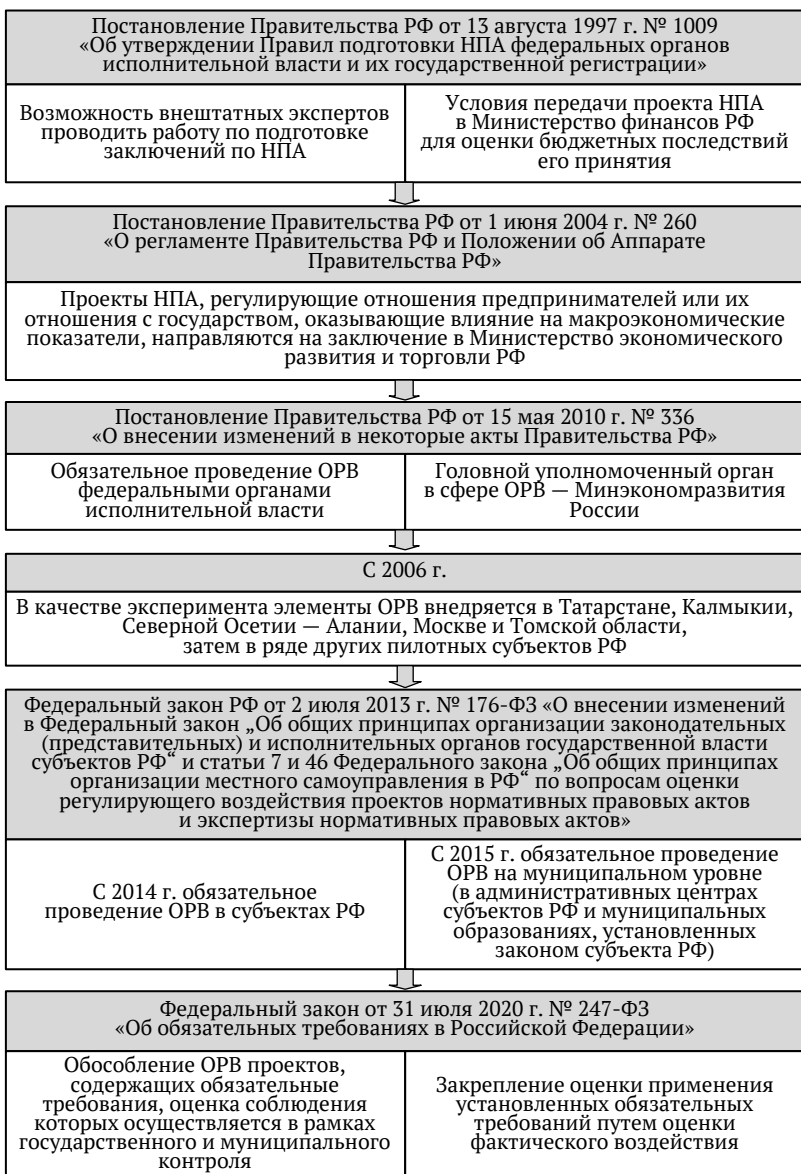 Постановление Правительства РФ от 13 августа 1997 г. № 1009
«Об утверждении Правил подготовки НПА федеральных органов
исполнительной власти и их государственной регистрации»
Возможность внештатных экспертов
проводить работу по подготовке
заключений по НПА
Условия передачи проекта НПА
в Министерство финансов РФ
для оценки бюджетных последствий
его принятия
Постановление Правительства РФ от 1 июня 2004 г. № 260
«О регламенте Правительства РФ и Положении об Аппарате
Правительства РФ»
Проекты НПА, регулирующие отношения предпринимателей или их
отношения с государством, оказывающие влияние на макроэкономические
показатели, направляются на заключение в Министерство экономического
развития и торговли РФ
Постановление Правительства РФ от 15 мая 2010 г. № 336
«О внесении изменений в некоторые акты Правительства РФ»
Обязательное проведение ОРВ
федеральными органами
исполнительной власти
Головной уполномоченный орган
в сфере ОРВ — Минэкономразвития
России
С 2006 г.
В качестве эксперимента элементы ОРВ внедряется в Татарстане, Калмыкии,
Северной Осетии — Алании, Москве и Томской области,
затем в ряде других пилотных субъектов РФ
Федеральный закон РФ от 2 июля 2013 г. № 176-ФЗ «О внесении изменений
в Федеральный закон „Об общих принципах организации законодательных
(представительных) и исполнительных органов государственной власти
субъектов РФ“ и статьи 7 и 46 Федерального закона „Об общих принципах
организации местного самоуправления в РФ“ по вопросам оценки
регулирующего воздействия проектов нормативных правовых актов
и экспертизы нормативных правовых актов»
С 2014 г. обязательное
проведение ОРВ в субъектах РФ
С 2015 г. обязательное проведение
ОРВ на муниципальном уровне
(в административных центрах
субъектов РФ и муниципальных
образованиях, установленных
законом субъекта РФ)
Федеральный закон от 31 июля 2020 г. № 247-ФЗ
«Об обязательных требованиях в Российской Федерации»
Обособление ОРВ проектов,
содержащих обязательные
требования, оценка соблюдения
которых осуществляется в рамках
государственного и муниципального
контроля
Закрепление оценки применения
установленных обязательных
требований путем оценки
фактического воздействия